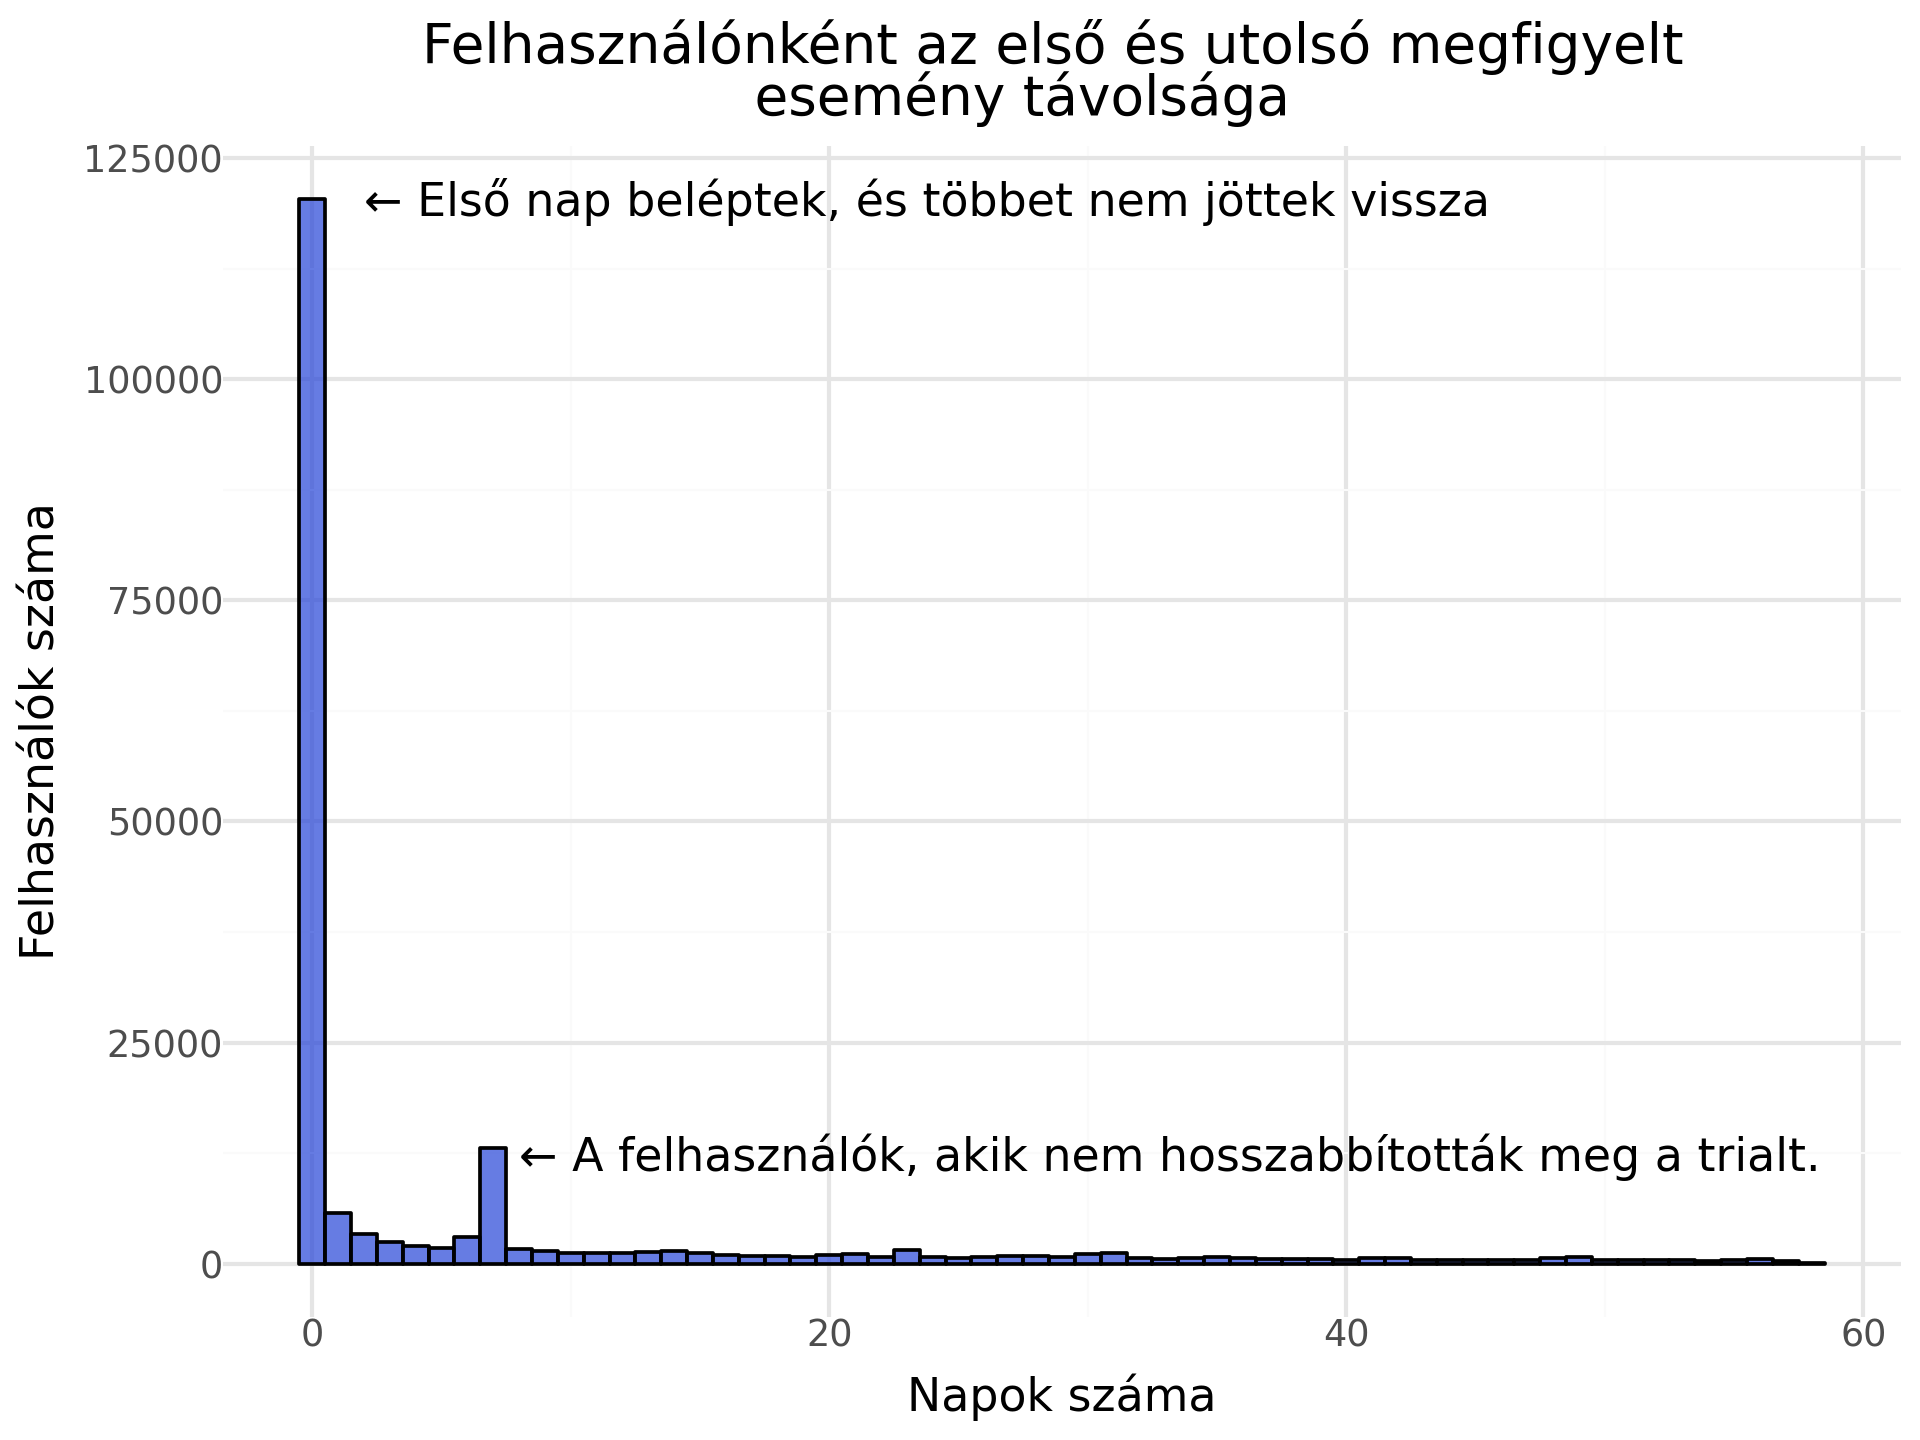 Felhasználónként az első és utolsó megfigyelt
esemény távolsága
125000
← Első nap beléptek, és többet nem jöttek vissza
100000
75000
Felhasználók száma
50000
25000
← A felhasználók, akik nem hosszabbították meg a trialt.
0
0 20 40 60
Napok száma